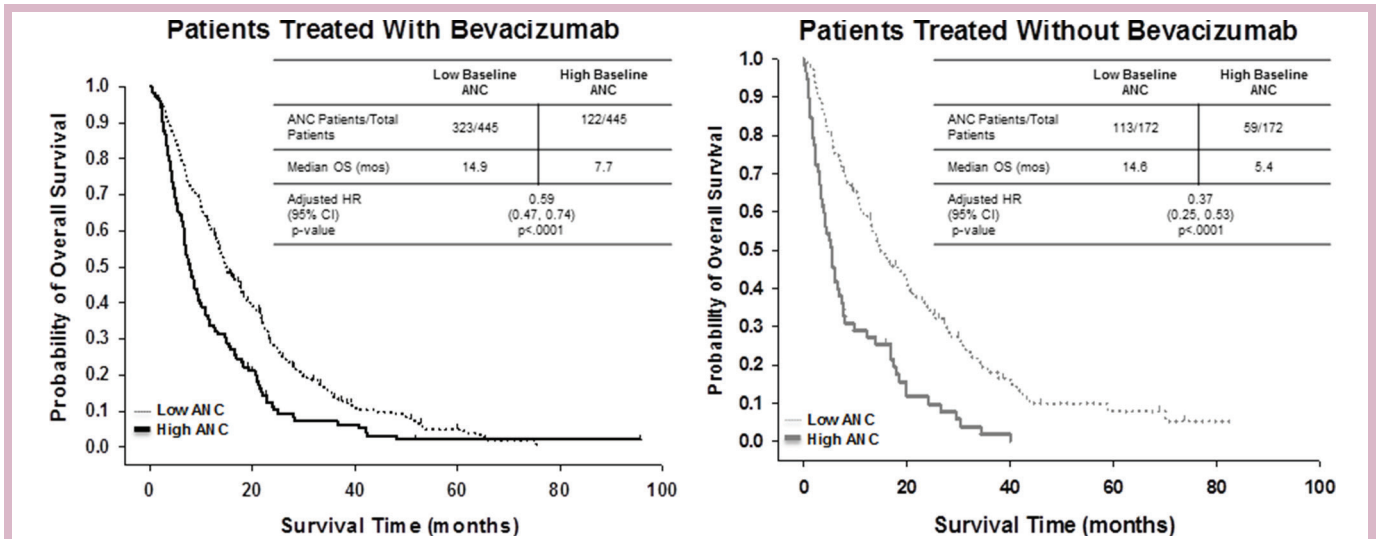 Patients Treated With Bevacizumab
Low Baseline ANC High Baseline ANC
ANC Patients/Total Patients 323/445 122/445
Median OS (mos) 14.9 7.7
Adjusted HR 0.59
(95% CI) (0.47, 0.74)
p-value p<.0001
Probability of Overall Survival
1.0
0.9
0.8
0.7
0.6
0.5
0.4
0.3
0.2
0.1
0.0
Low ANC
High ANC
0 20 40 60 80 100
Survival Time (months)
Patients Treated Without Bevacizumab
Low Baseline ANC High Baseline ANC
ANC Patients/Total Patients 113/172 59/172
Median OS (mos) 14.6 5.4
Adjusted HR 0.37
(95% CI) (0.25, 0.53)
p-value p<.0001
Probability of Overall Survival
1.0
0.9
0.8
0.7
0.6
0.5
0.4
0.3
0.2
0.1
0.0
Low ANC
High ANC
0 20 40 60 80 100
Survival Time (months)